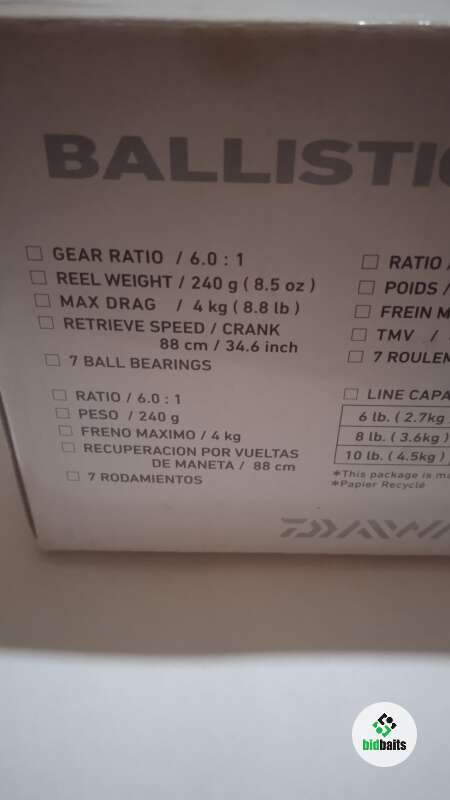 BALLISTIC
GEAR RATIO / 6.0 : 1
REEL WEIGHT / 240 g ( 8.5 oz )
MAX DRAG / 4 kg ( 8.8 lb )
RETRIEVE SPEED / CRANK
88 cm / 34.6 inch
7 BALL BEARINGS
RATIO / 6.0 : 1
PESO / 240 g
FRENO MAXIMO / 4 kg
RECUPERACION POR VUELTAS
DE MANETA / 88 cm
7 RODAMIENTOS
RATIO /
POIDS /
FREIN M
TMV /
7 ROULEM
LINE CAPA
6 lb. ( 2.7kg
8 lb. ( 3.6kg )
10 lb. ( 4.5kg )
*This package is ma
*Papier Recyclé
DAIWA
bidbaits